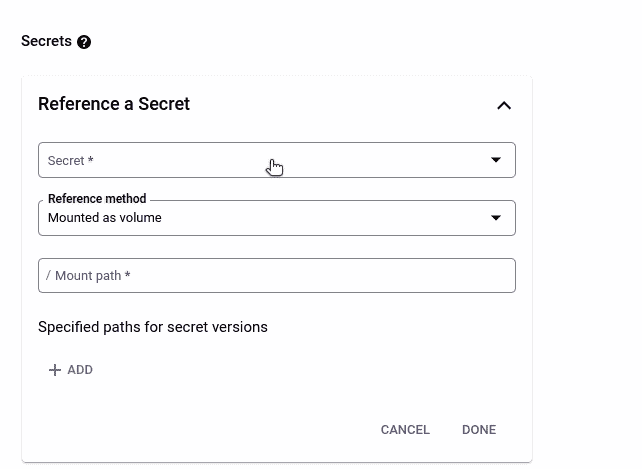 Secrets ?
Reference a Secret
Secret *
Reference method
Mounted as volume
/ Mount path *
Specified paths for secret versions
+ ADD
CANCEL DONE